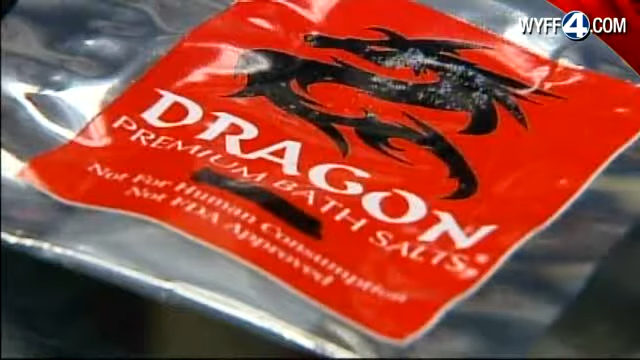 WYFF4.COM
DRAGON
PREMIUM BATH SALTS
Not For Human Consumption
Not FDA Approved